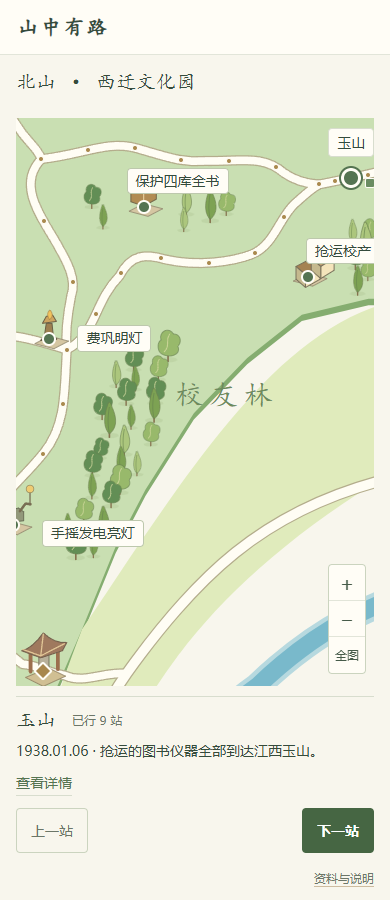 山中有路
北山 • 西迁文化园
玉山
保护四库全书
抢运校产
费巩明灯
校友林
手摇发电亮灯
+
−
全图
玉山 已行 9 站
1938.01.06 · 抢运的图书仪器全部到达江西玉山。
查看详情
上一站 下一站
资料与说明